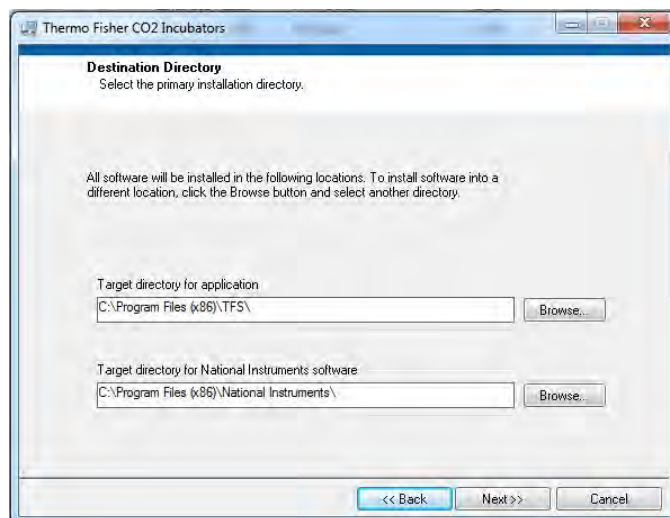 Thermo Fisher CO2 Incubators
Destination Directory
Select the primary installation directory.
All software will be installed in the following locations. To install software into a
different location, click the Browse button and select another directory.
Target directory for application
C:\Program Files (x86)\TFS\
Browse...
Target directory for National Instruments software
C:\Program Files (x86)\National Instruments\
Browse...
<< Back
Next >>
Cancel